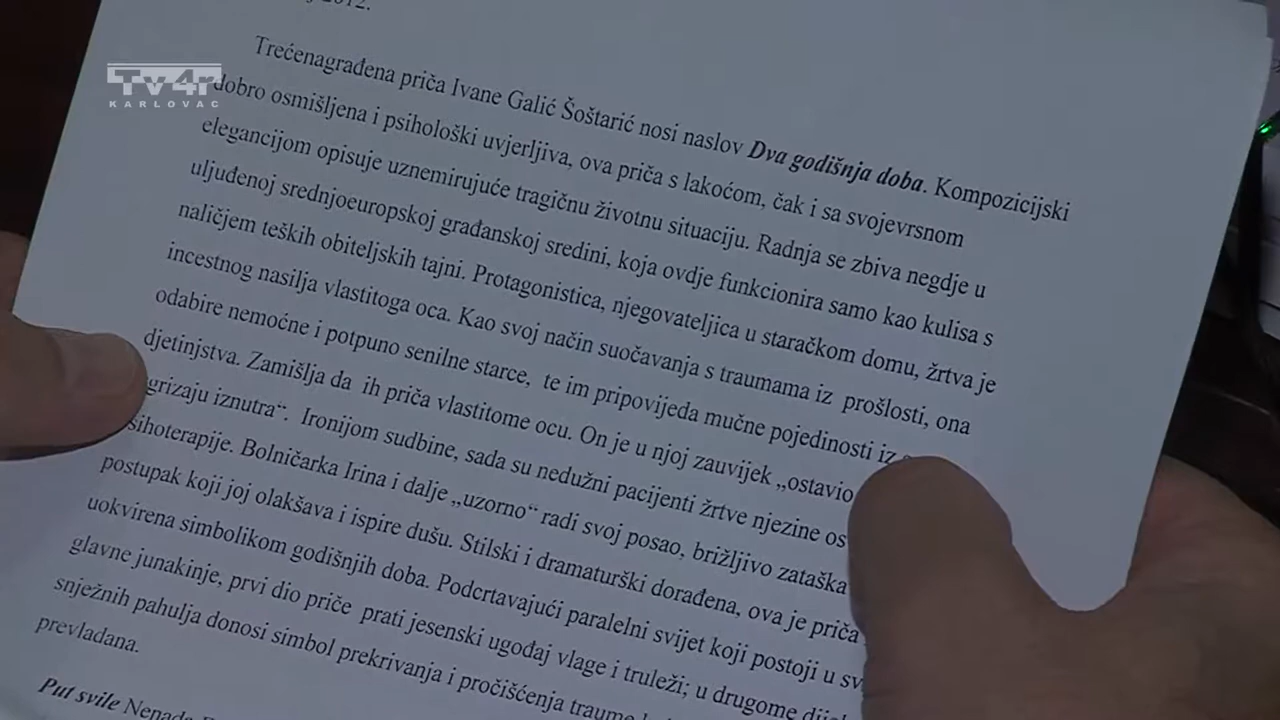 2012.
Trećenagrađena priča Ivane Galić Šoštarić nosi naslov Dva godišnja doba. Kompozicijski
dobro osmišljena i psihološki uvjerljiva, ova priča s lakoćom, čak i sa svojevrsnom
elegancijom opisuje uznemirujuće tragičnu životnu situaciju. Radnja se zbiva negdje u
uljuđenoj srednjoeuropskoj građanskoj sredini, koja ovdje funkcionira samo kao kulisa s
naličjem teških obiteljskih tajni. Protagonistica, njegovateljica u staračkom domu, žrtva je
incestnog nasilja vlastitoga oca. Kao svoj način suočavanja s traumama iz prošlosti, ona
odabire nemoćne i potpuno senilne starce, te im pripovijeda mučne pojedinosti iz
djetinjstva. Zamišlja da ih priča vlastitome ocu. On je u njoj zauvijek „ostavio
grizaju iznutra“. Ironijom sudbine, sada su nedužni pacijenti žrtve njezine os
sihoterapije. Bolničarka Irina i dalje „uzorno“ radi svoj posao, brižljivo zataška
postupak koji joj olakšava i ispire dušu. Stilski i dramaturški dorađena, ova je priča
uokvirena simbolikom godišnjih doba. Podcrtavajući paralelni svijet koji postoji u sv
glavne junakinje, prvi dio priče prati jesenski ugođaj vlage i truleži; u drugome
snježnih pahulja donosi simbol prekrivanja i pročišćenja
prevladana.
Put svile Nenada
Tv4r
KARLOVAC